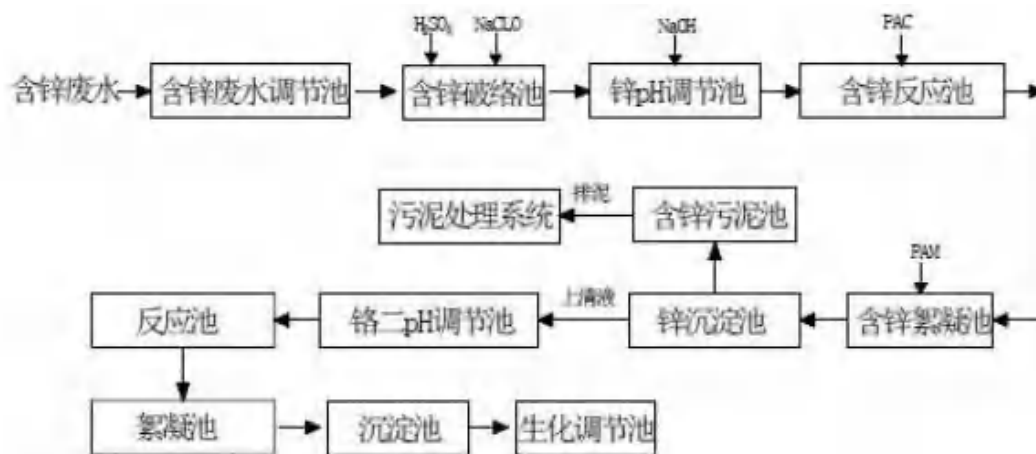 H₂SO₄ NaCLO NaOH PAC
含锌废水 含锌废水调节池 含锌破络池 锌pH调节池 含锌反应池
污泥处理系统 排泥 含锌污泥池
PAM
反应池 铬二pH调节池 上清液 锌沉淀池 含锌絮凝池
絮凝池 沉淀池 生化调节池